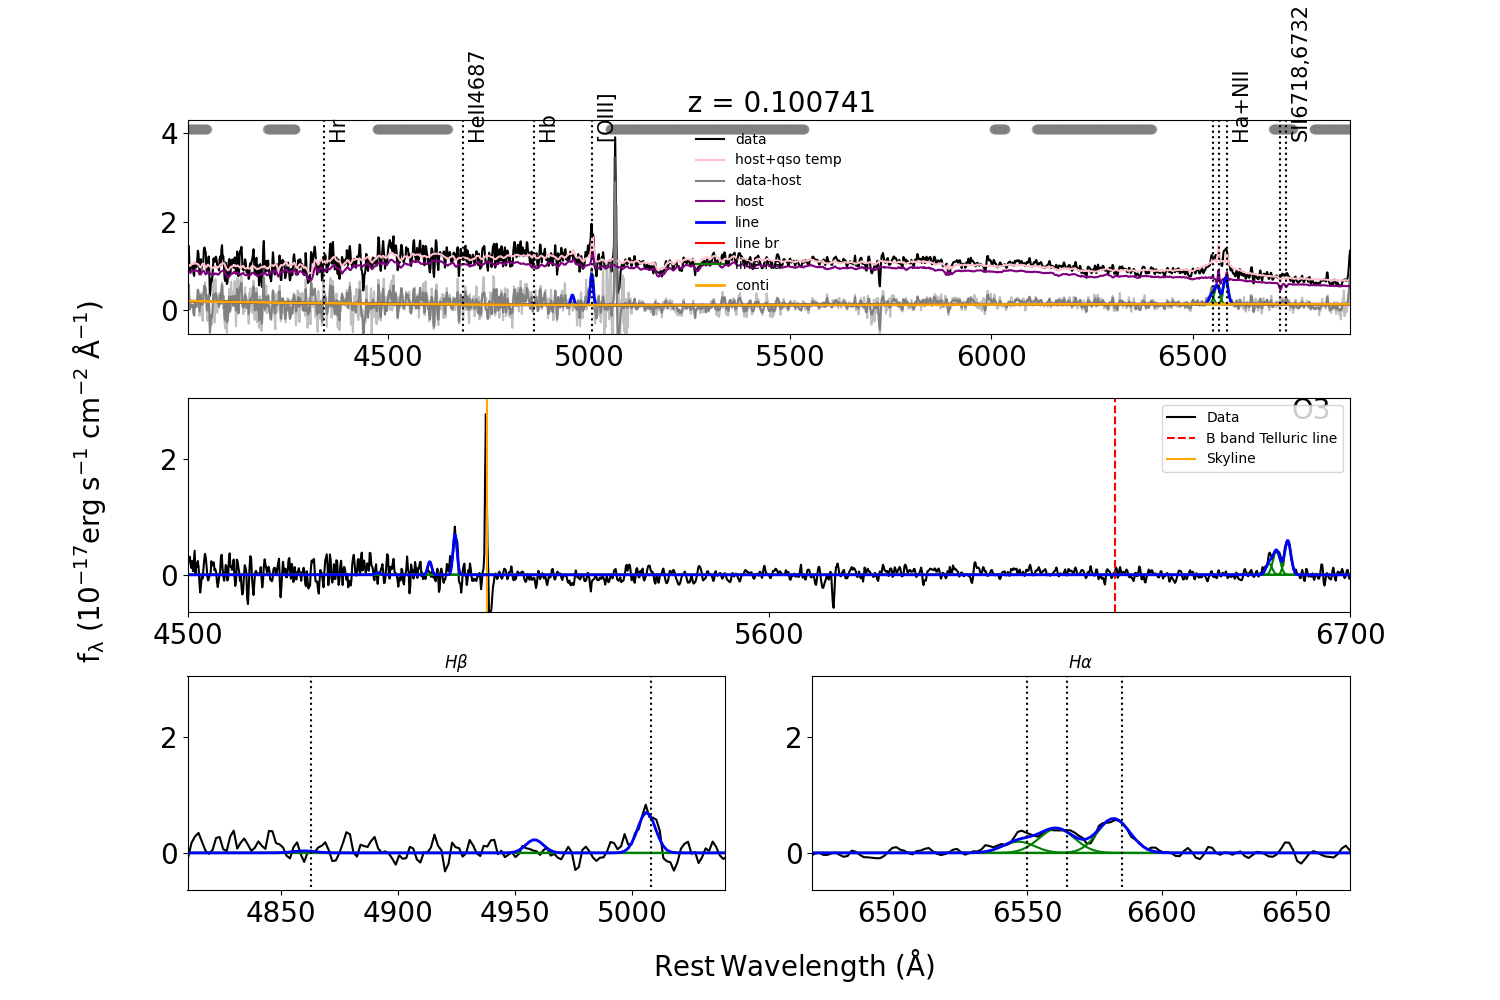 z = 0.100741
Hr
HeII4687
Hb
[OIII]
Ha+NII
SII6718,6732
4
2
0
data
host+qso temp
data-host
host
line
line br
conti
4500 5000 5500 6000 6500
fλ (10⁻¹⁷erg s⁻¹ cm⁻² Å⁻¹)
O3
Data
B band Telluric line
Skyline
2
0
4500 5600 6700
Hβ
2
0
4850 4900 4950 5000
Hα
2
0
6500 6550 6600 6650
Rest Wavelength (Å)